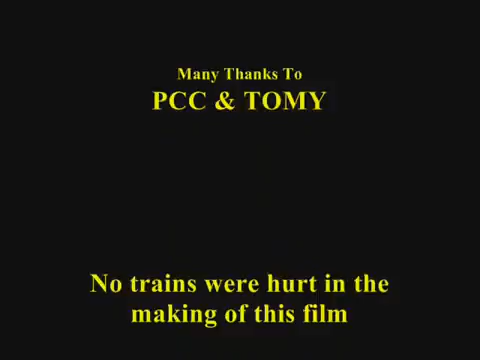 Many Thanks To
PCC & TOMY
No trains were hurt in the
making of this film